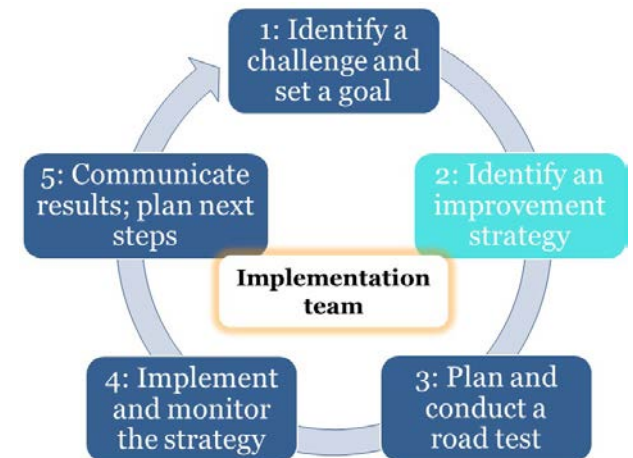 1: Identify a
challenge and
set a goal
2: Identify an
improvement
strategy
3: Plan and
conduct a
road test
4: Implement
and monitor
the strategy
5: Communicate
results; plan next
steps
Implementation
team